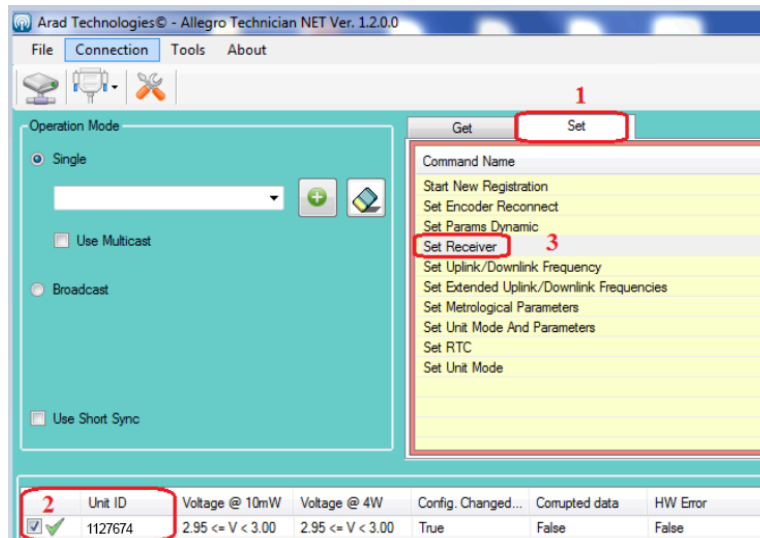 Arad Technologies© - Allegro Technician NET Ver. 1.2.0.0
File Connection Tools About
1
Operation Mode
Get Set
Single
Command Name
Start New Registration
Set Encoder Reconnect
Set Params Dynamic
Use Multicast
Set Receiver 3
Set Uplink/Downlink Frequency
Broadcast
Set Extended Uplink/Downlink Frequencies
Set Metrological Parameters
Set Unit Mode And Parameters
Set RTC
Set Unit Mode
Use Short Sync
2 Unit ID Voltage @ 10mW Voltage @ 4W Config. Changed... Corrupted data HW Error
1127674 2.95 <= V < 3.00 2.95 <= V < 3.00 True False False